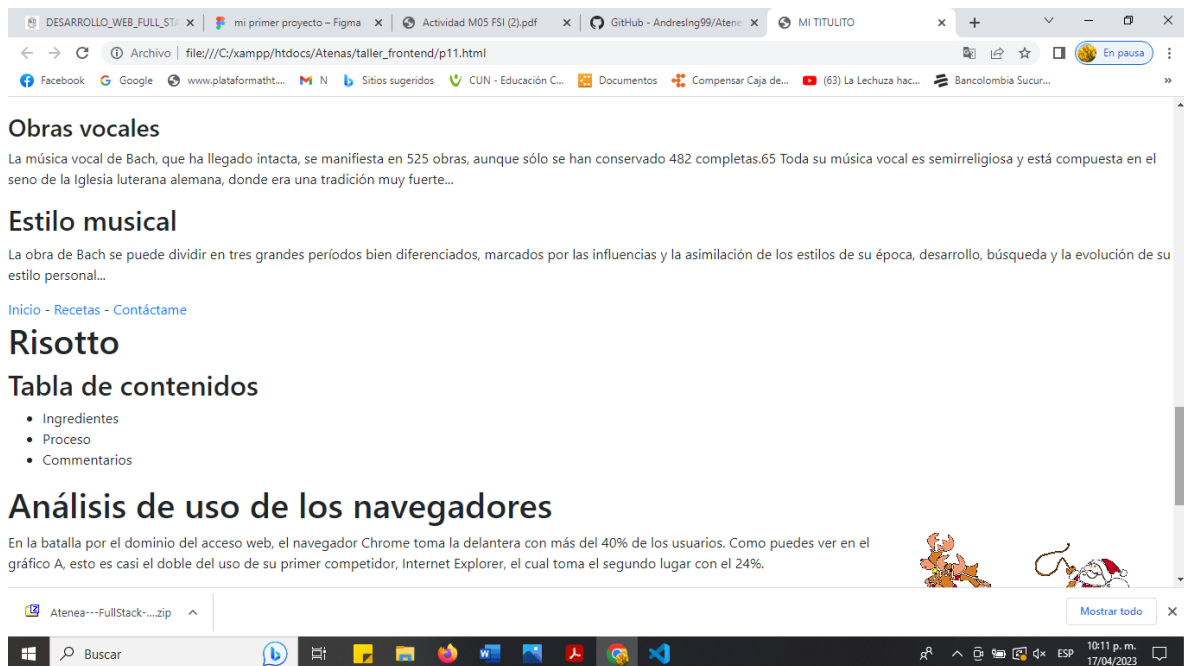 DESARROLLO_WEB_FULL_STA
mi primer proyecto – Figma
Actividad M05 FSI (2).pdf
GitHub - AndresIng99/Atene
MI TITULITO
Archivo
file:///C:/xampp/htdocs/Atenas/taller_frontend/p11.html
En pausa
Facebook
Google
www.plataformatht....
N
Sitios sugeridos
CUN - Educación C...
Documentos
Compensar Caja de...
(63) La Lechuza hac...
Bancolombia Sucur...
Obras vocales
La música vocal de Bach, que ha llegado intacta, se manifiesta en 525 obras, aunque sólo se han conservado 482 completas.65 Toda su música vocal es semirreligiosa y está compuesta en el
seno de la Iglesia luterana alemana, donde era una tradición muy fuerte...
Estilo musical
La obra de Bach se puede dividir en tres grandes períodos bien diferenciados, marcados por las influencias y la asimilación de los estilos de su época, desarrollo, búsqueda y la evolución de su
estilo personal...
Inicio - Recetas - Contáctame
Risotto
Tabla de contenidos
Ingredientes
Proceso
Commentarios
Análisis de uso de los navegadores
En la batalla por el dominio del acceso web, el navegador Chrome toma la delantera con más del 40% de los usuarios. Como puedes ver en el
gráfico A, esto es casi el doble del uso de su primer competidor, Internet Explorer, el cual toma el segundo lugar con el 24%.
Atenea---FullStack-....zip
Mostrar todo
Buscar
ESP
10:11 p. m.
17/04/2023